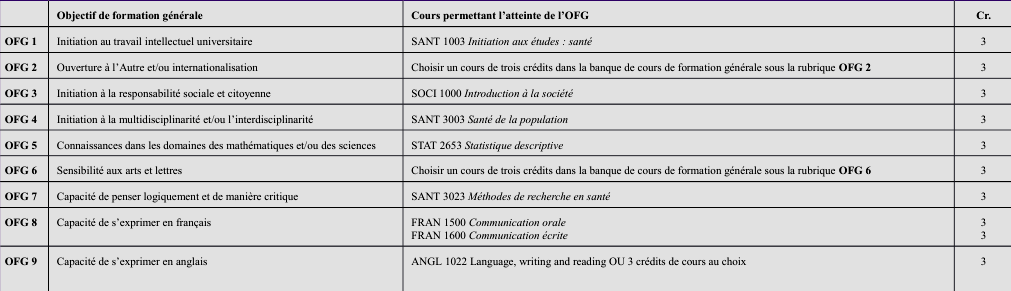 Objectif de formation générale Cours permettant l’atteinte de l’OFG Cr.
OFG 1 Initiation au travail intellectuel universitaire SANT 1003 Initiation aux études : santé 3
OFG 2 Ouverture à l’Autre et/ou internationalisation Choisir un cours de trois crédits dans la banque de cours de formation générale sous la rubrique OFG 2 3
OFG 3 Initiation à la responsabilité sociale et citoyenne SOCI 1000 Introduction à la société 3
OFG 4 Initiation à la multidisciplinarité et/ou l’interdisciplinarité SANT 3003 Santé de la population 3
OFG 5 Connaissances dans les domaines des mathématiques et/ou des sciences STAT 2653 Statistique descriptive 3
OFG 6 Sensibilité aux arts et lettres Choisir un cours de trois crédits dans la banque de cours de formation générale sous la rubrique OFG 6 3
OFG 7 Capacité de penser logiquement et de manière critique SANT 3023 Méthodes de recherche en santé 3
OFG 8 Capacité de s’exprimer en français FRAN 1500 Communication orale 3
FRAN 1600 Communication écrite 3
OFG 9 Capacité de s’exprimer en anglais ANGL 1022 Language, writing and reading OU 3 crédits de cours au choix 3